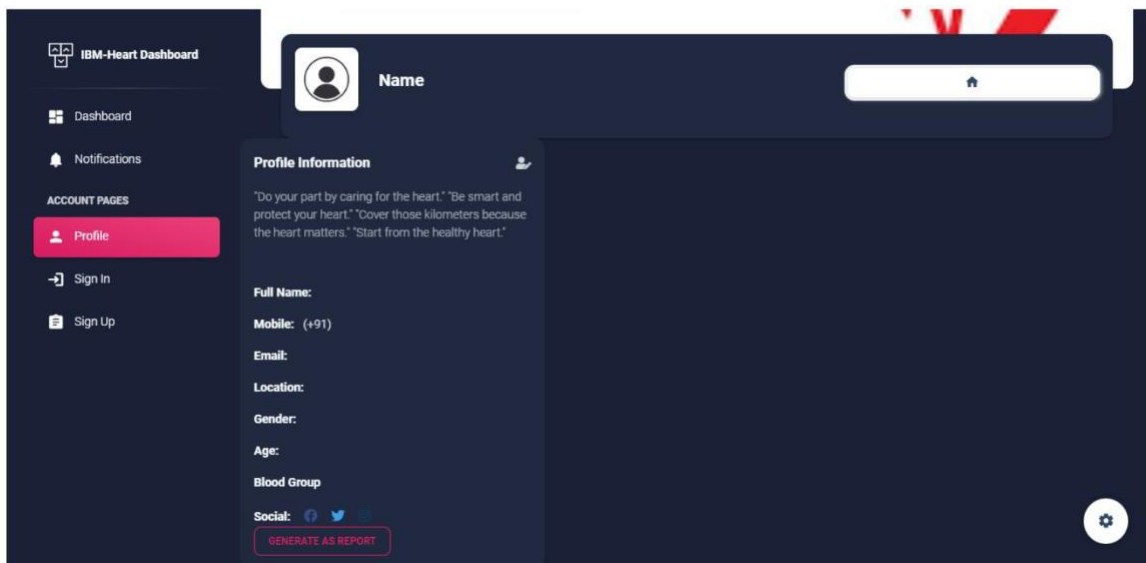 IBM-Heart Dashboard
Dashboard
Notifications
ACCOUNT PAGES
Profile
Sign In
Sign Up
Name
Profile Information
"Do your part by caring for the heart." "Be smart and
protect your heart." "Cover those kilometers because
the heart matters." "Start from the healthy heart."
Full Name:
Mobile: (+91)
Email:
Location:
Gender:
Age:
Blood Group
Social:
GENERATE AS REPORT